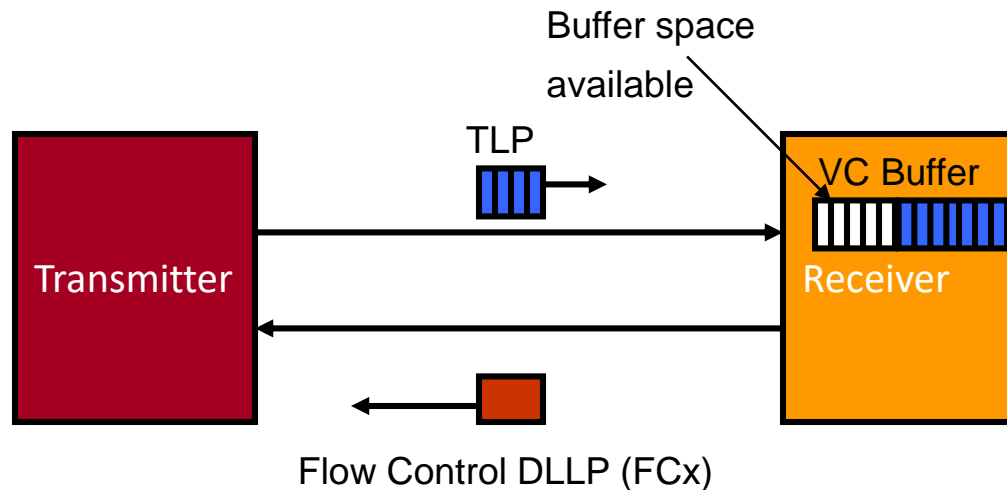 Buffer space
available
TLP
VC Buffer
Transmitter
Receiver
Flow Control DLLP (FCx)